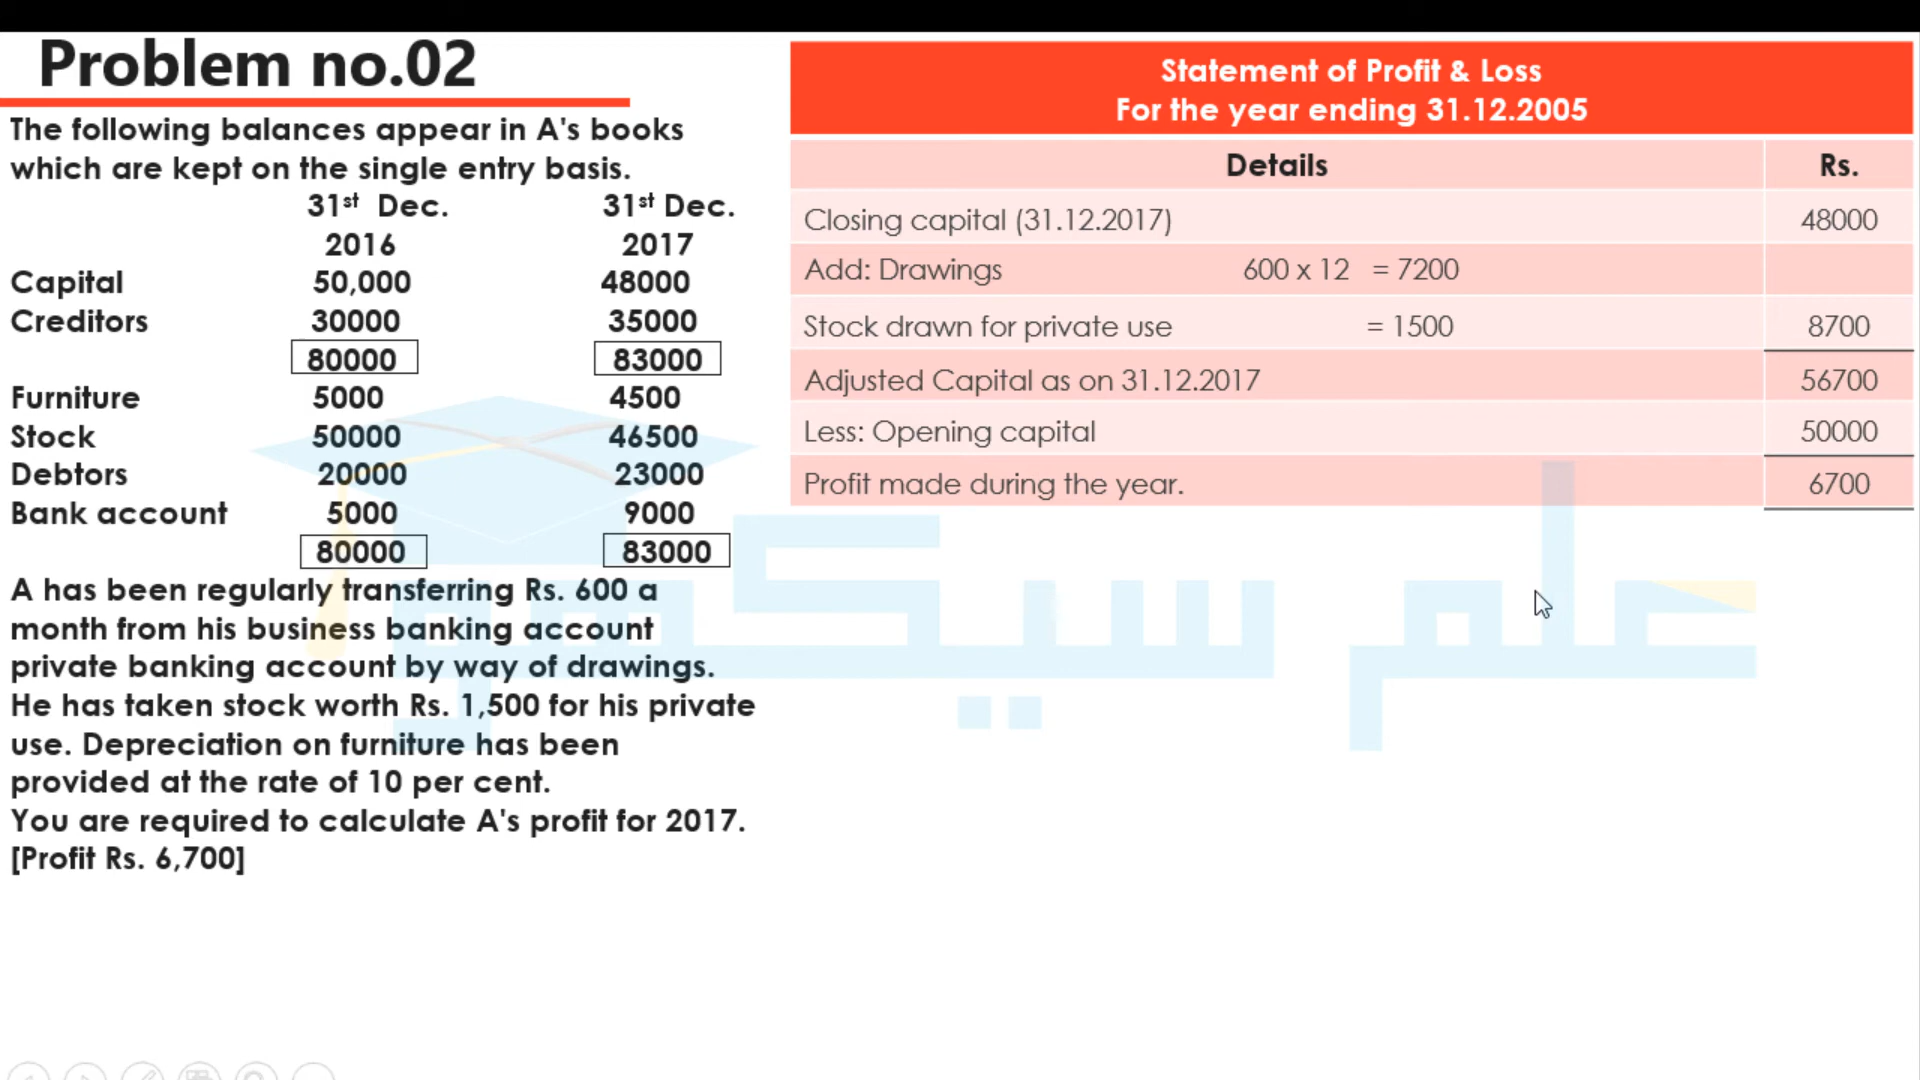 Problem no.02
The following balances appear in A's books
which are kept on the single entry basis.
31st Dec. 31st Dec.
2016 2017
Capital 50,000 48000
Creditors 30000 35000
80000 83000
Furniture 5000 4500
Stock 50000 46500
Debtors 20000 23000
Bank account 5000 9000
80000 83000
A has been regularly transferring Rs. 600 a
month from his business banking account
private banking account by way of drawings.
He has taken stock worth Rs. 1,500 for his private
use. Depreciation on furniture has been
provided at the rate of 10 per cent.
You are required to calculate A's profit for 2017.
[Profit Rs. 6,700]
Statement of Profit & Loss
For the year ending 31.12.2005
Details Rs.
Closing capital (31.12.2017) 48000
Add: Drawings 600 x 12 = 7200
Stock drawn for private use = 1500 8700
Adjusted Capital as on 31.12.2017 56700
Less: Opening capital 50000
Profit made during the year. 6700
علم سیکھو